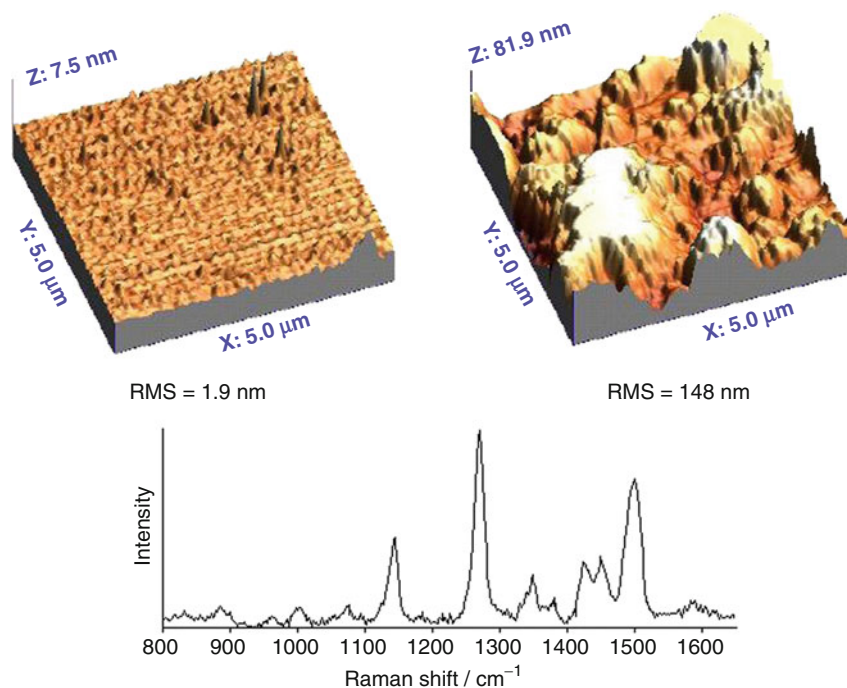 Z: 7.5 nm
Y: 5.0 μm
X: 5.0 μm
RMS = 1.9 nm
Z: 81.9 nm
Y: 5.0 μm
X: 5.0 μm
RMS = 148 nm
Intensity
800 900 1000 1100 1200 1300 1400 1500 1600
Raman shift / cm⁻¹